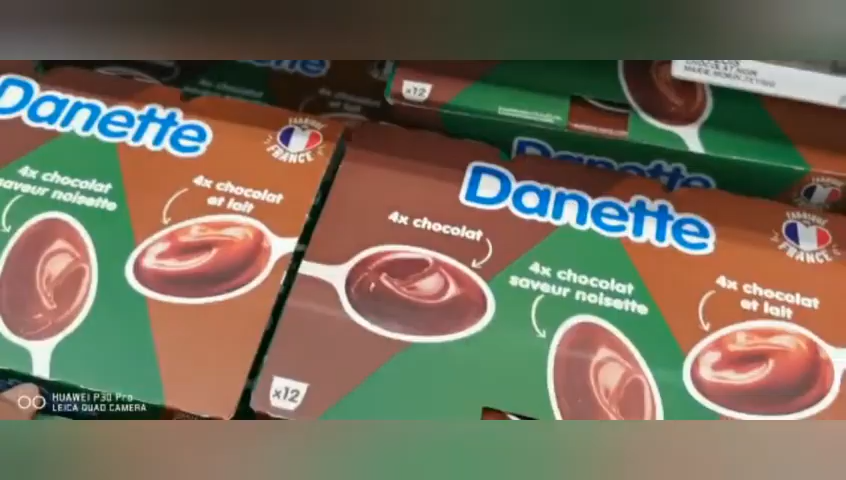 x12
CHOCOLAT NOIR
Danette
FABRIQUÉ
EN
FRANCE
4x chocolat
saveur noisette
4x chocolat
et lait
Danette
Danette
FABRIQUÉ
EN
FRANCE
4x chocolat
4x chocolat
saveur noisette
4x chocolat
et lait
x12
HUAWEI P30 Pro
LEICA QUAD CAMERA